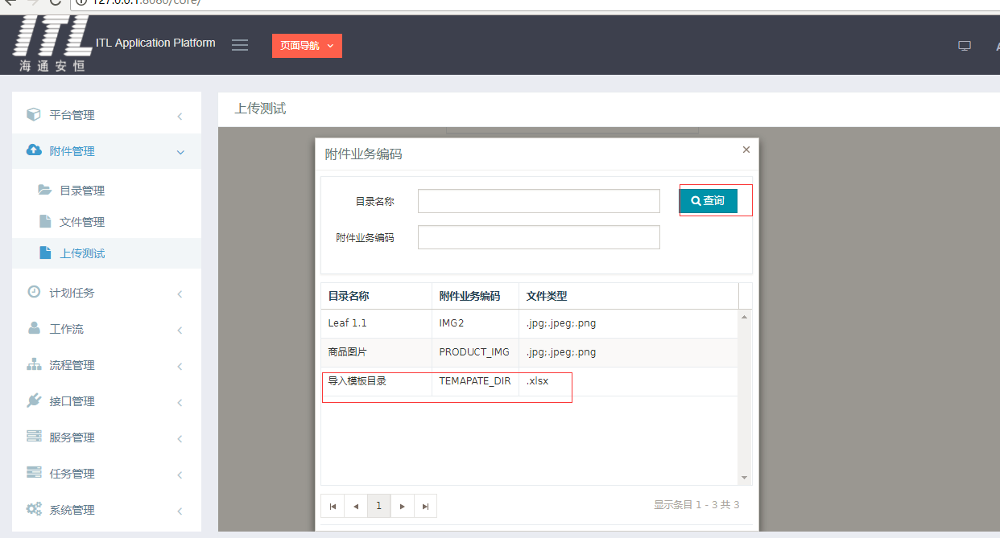 127.0.0.1:8080/core/
ITL
海通安恒
ITL Application Platform
页面导航
平台管理
附件管理
目录管理
文件管理
上传测试
计划任务
工作流
流程管理
接口管理
服务管理
任务管理
系统管理
上传测试
附件业务编码
×
目录名称
查询
附件业务编码
目录名称 附件业务编码 文件类型
Leaf 1.1 IMG2 .jpg;.jpeg;.png
商品图片 PRODUCT_IMG .jpg;.jpeg;.png
导入模板目录 TEMAPATE_DIR .xlsx
1
显示条目 1 - 3 共 3